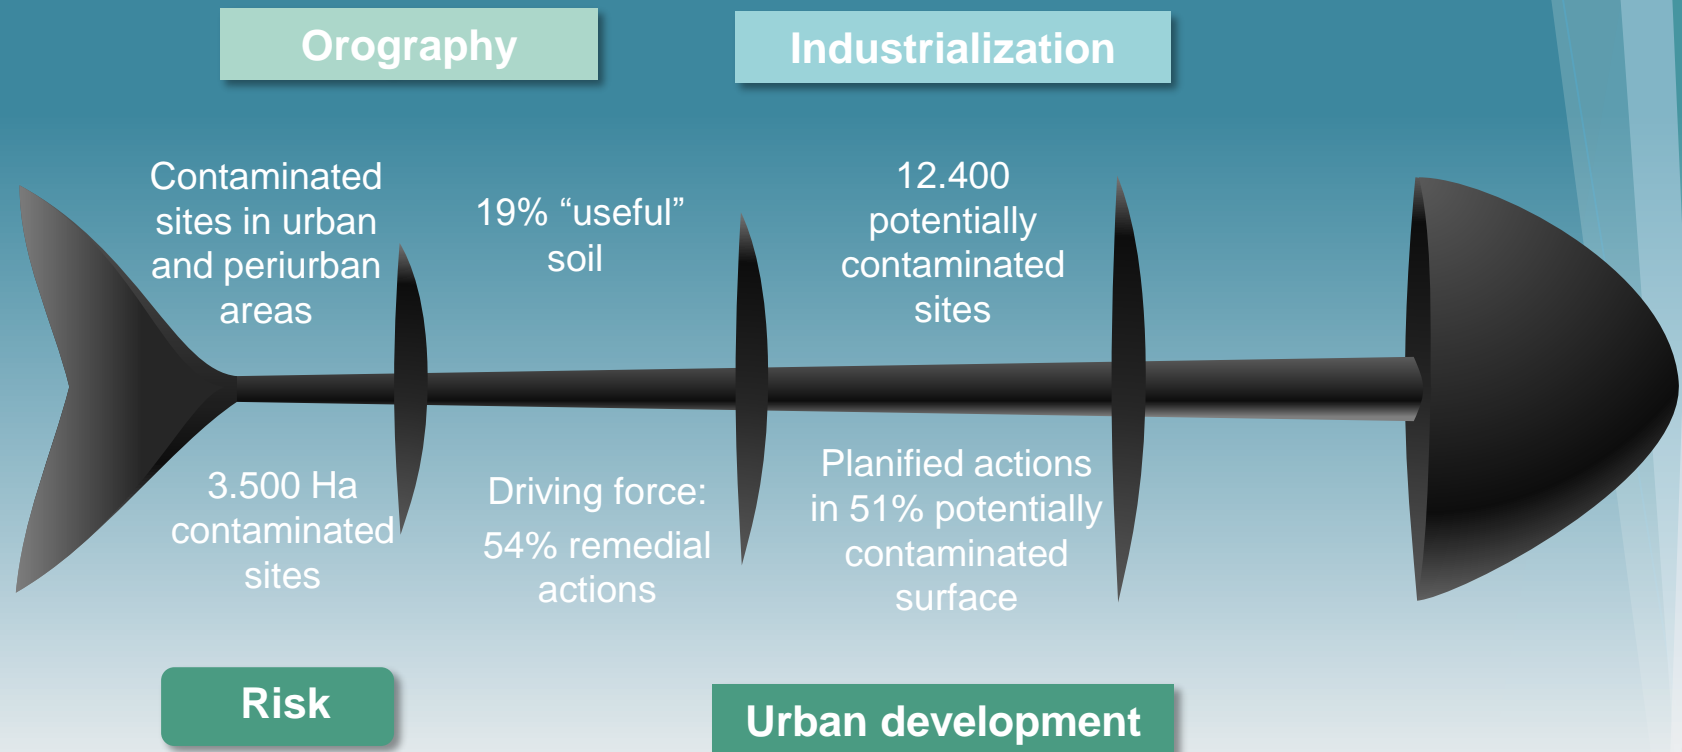 Orography
Industrialization
Contaminated
sites in urban
and periurban
areas
19% “useful”
soil
12.400
potentially
contaminated
sites
3.500 Ha
contaminated
sites
Driving force:
54% remedial
actions
Planified actions
in 51% potentially
contaminated
surface
Risk
Urban development